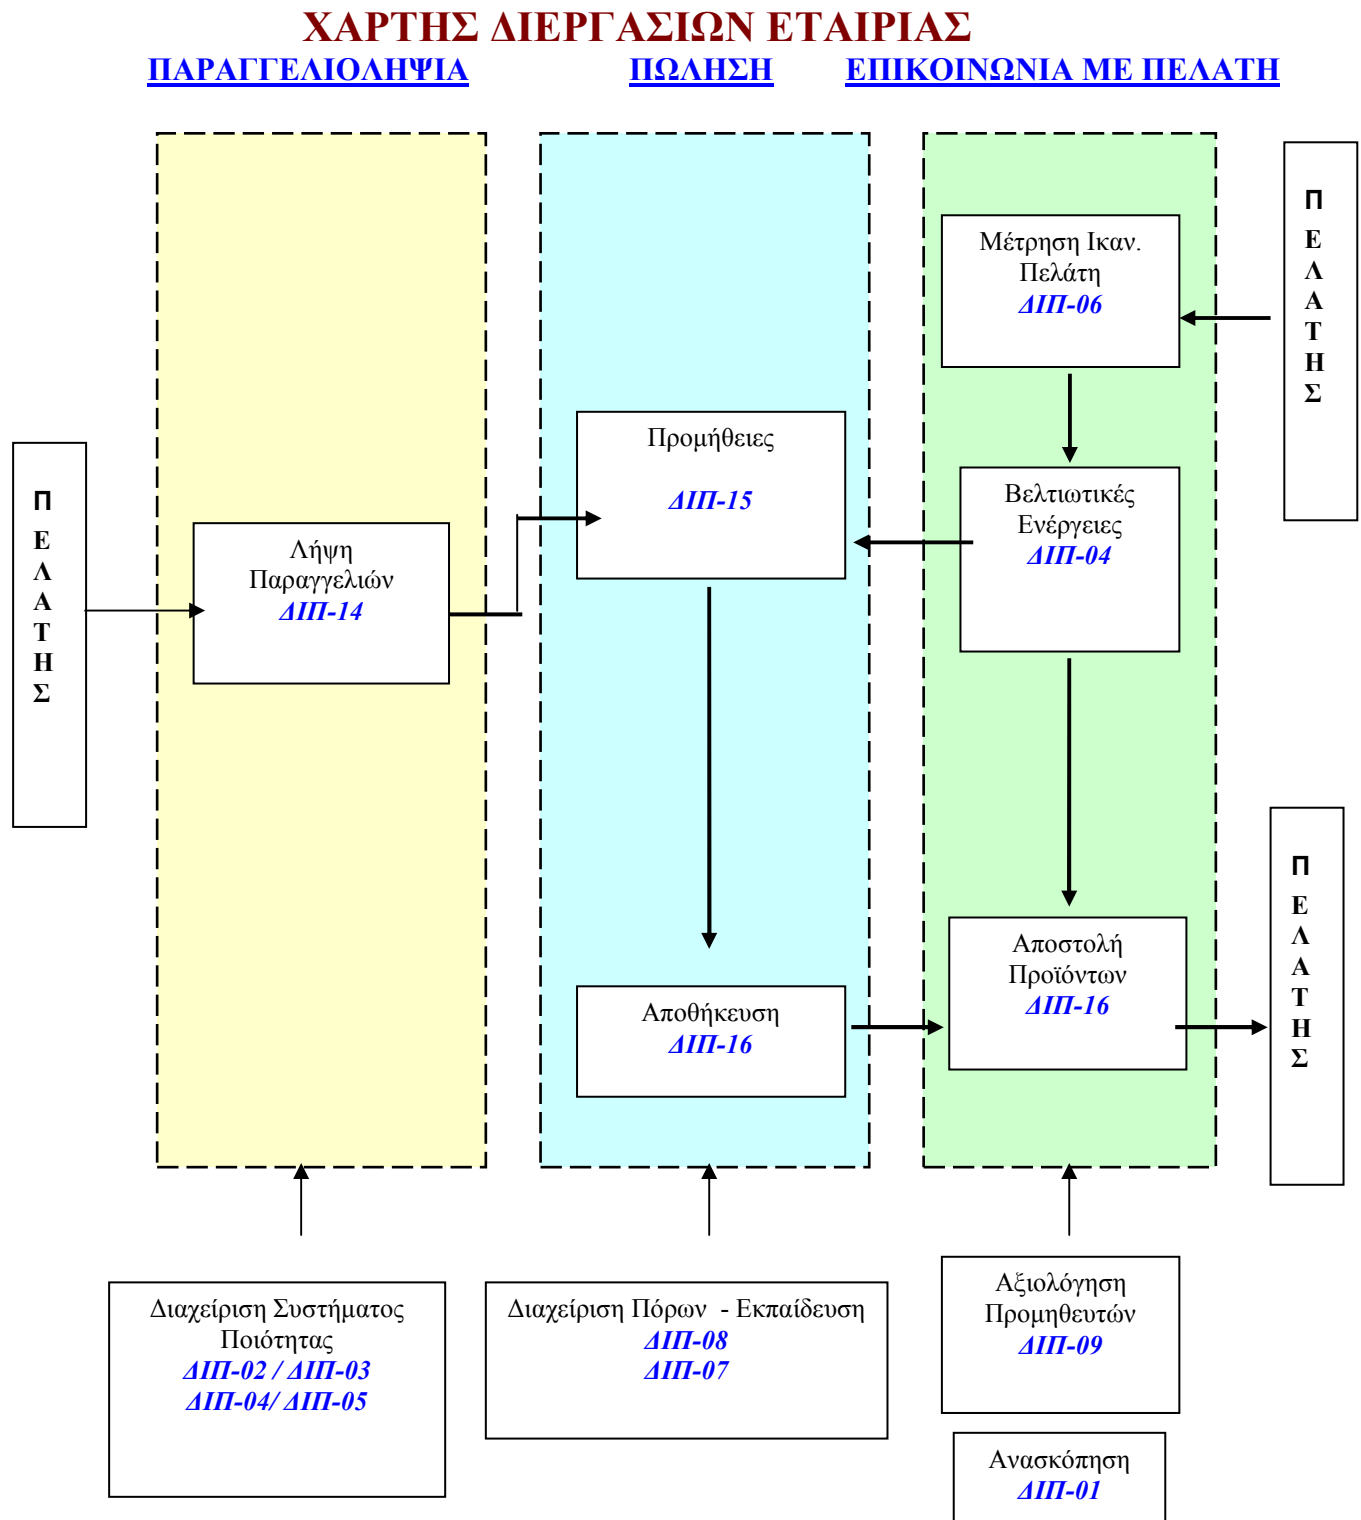 ΧΑΡΤΗΣ ΔΙΕΡΓΑΣΙΩΝ ΕΤΑΙΡΙΑΣ
ΠΑΡΑΓΓΕΛΙΟΛΗΨΙΑ
ΠΩΛΗΣΗ
ΕΠΙΚΟΙΝΩΝΙΑ ΜΕ ΠΕΛΑΤΗ
Π
Ε
Λ
Α
Τ
Η
Σ
Λήψη
Παραγγελιών
ΔΙΠ-14
Προμήθειες
ΔΙΠ-15
Αποθήκευση
ΔΙΠ-16
Μέτρηση Ικαν.
Πελάτη
ΔΙΠ-06
Βελτιωτικές
Ενέργειες
ΔΙΠ-04
Αποστολή
Προϊόντων
ΔΙΠ-16
Π
Ε
Λ
Α
Τ
Η
Σ
Π
Ε
Λ
Α
Τ
Η
Σ
Διαχείριση Συστήματος
Ποιότητας
ΔΙΠ-02 / ΔΙΠ-03
ΔΙΠ-04/ ΔΙΠ-05
Διαχείριση Πόρων - Εκπαίδευση
ΔΙΠ-08
ΔΙΠ-07
Αξιολόγηση
Προμηθευτών
ΔΙΠ-09
Ανασκόπηση
ΔΙΠ-01